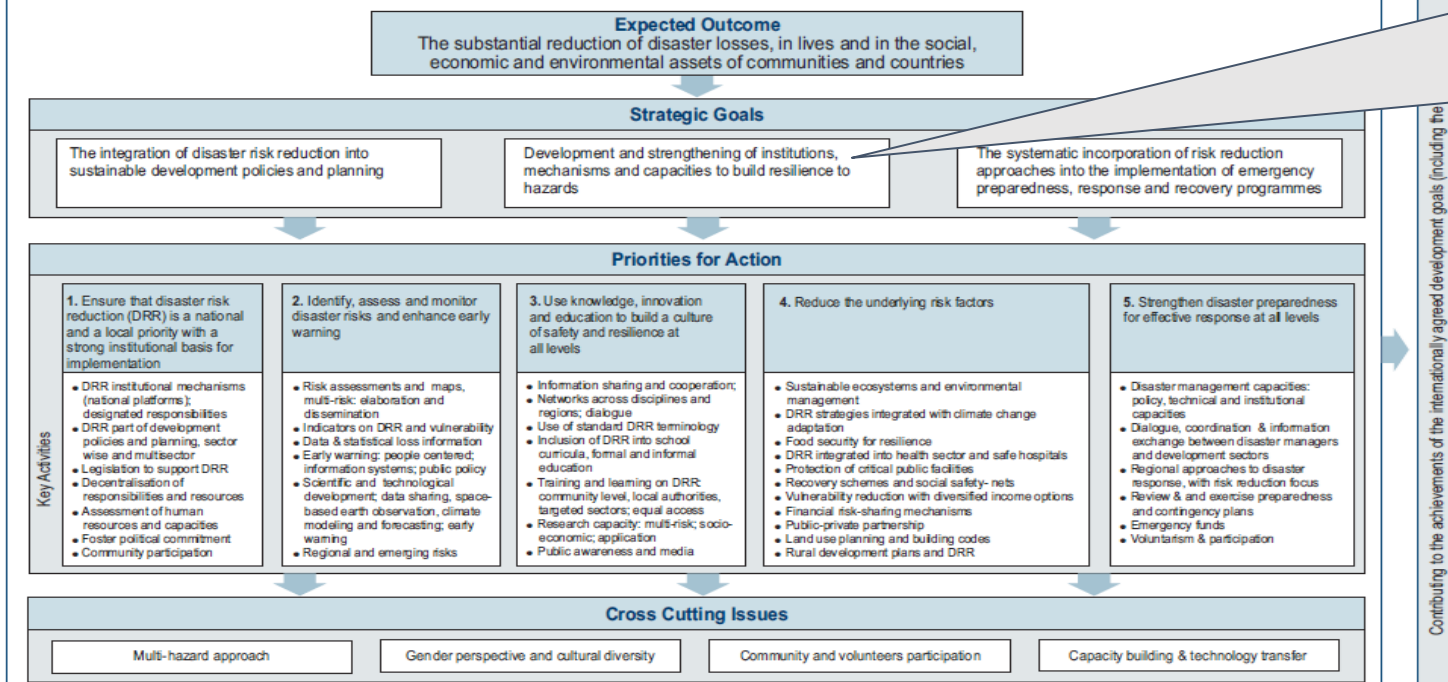 Expected Outcome
The substantial reduction of disaster losses, in lives and in the social,
economic and environmental assets of communities and countries
Strategic Goals
The integration of disaster risk reduction into
sustainable development policies and planning
Development and strengthening of institutions,
mechanisms and capacities to build resilience to
hazards
The systematic incorporation of risk reduction
approaches into the implementation of emergency
preparedness, response and recovery programmes
Priorities for Action
Key Activities
1. Ensure that disaster risk
reduction (DRR) is a national
and a local priority with a
strong institutional basis for
implementation
• DRR institutional mechanisms
(national platforms);
designated responsibilities
• DRR part of development
policies and planning, sector
wise and multisector
• Legislation to support DRR
• Decentralisation of
responsibilities and resources
• Assessment of human
resources and capacities
• Foster political commitment
• Community participation
2. Identify, assess and monitor
disaster risks and enhance early
warning
• Risk assessments and maps,
multi-risk: elaboration and
dissemination
• Indicators on DRR and vulnerability
• Data & statistical loss information
• Early warning: people centered;
information systems; public policy
• Scientific and technological
development; data sharing, space-
based earth observation, climate
modeling and forecasting; early
warning
• Regional and emerging risks
3. Use knowledge, innovation
and education to build a culture
of safety and resilience at
all levels
• Information sharing and cooperation;
• Networks across disciplines and
regions; dialogue
• Use of standard DRR terminology
• Inclusion of DRR into school
curricula, formal and informal
education
• Training and learning on DRR:
community level, local authorities,
targeted sectors; equal access
• Research capacity: multi-risk; socio-
economic; application
• Public awareness and media
4. Reduce the underlying risk factors
• Sustainable ecosystems and environmental
management
• DRR strategies integrated with climate change
adaptation
• Food security for resilience
• DRR integrated into health sector and safe hospitals
• Protection of critical public facilities
• Recovery schemes and social safety- nets
• Vulnerability reduction with diversified income options
• Financial risk-sharing mechanisms
• Public-private partnership
• Land use planning and building codes
• Rural development plans and DRR
5. Strengthen disaster preparedness
for effective response at all levels
• Disaster management capacities:
policy, technical and institutional
capacities
• Dialogue, coordination & information
exchange between disaster managers
and development sectors
• Regional approaches to disaster
response, with risk reduction focus
• Review & and exercise preparedness
and contingency plans
• Emergency funds
• Voluntarism & participation
Cross Cutting Issues
Multi-hazard approach
Gender perspective and cultural diversity
Community and volunteers participation
Capacity building & technology transfer
Contributing to the achievements of the internationally agreed development goals (including the